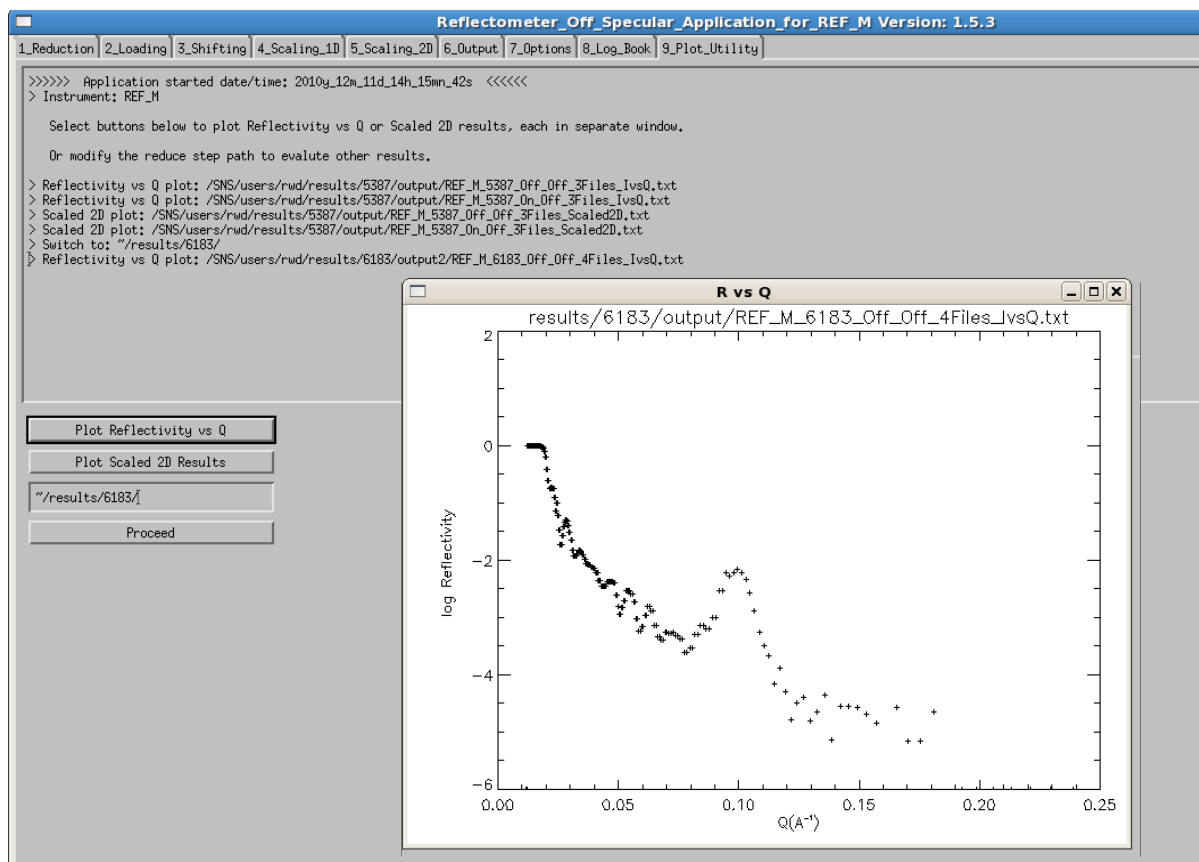 Reflectometer_Off_Specular_Application_for_REF_M Version: 1.5.3
1_Reduction 2_Loading 3_Shifting 4_Scaling_1D 5_Scaling_2D 6_Output 7_Options 8_Log_Book 9_Plot_Utility
>>>>>> Application started date/time: 2010y_12m_11d_14h_15mn_42s <<<<<<
> Instrument: REF_M
Select buttons below to plot Reflectivity vs Q or Scaled 2D results, each in separate window.
Or modify the reduce step path to evalute other results.
> Reflectivity vs Q plot: /SNS/users/rwd/results/5387/output/REF_M_5387_Off_Off_3Files_IvsQ.txt
> Reflectivity vs Q plot: /SNS/users/rwd/results/5387/output/REF_M_5387_On_Off_3Files_IvsQ.txt
> Scaled 2D plot: /SNS/users/rwd/results/5387/output/REF_M_5387_Off_Off_3Files_Scaled2D.txt
> Scaled 2D plot: /SNS/users/rwd/results/5387/output/REF_M_5387_On_Off_3Files_Scaled2D.txt
> Switch to: ~/results/6183/
> Reflectivity vs Q plot: /SNS/users/rwd/results/6183/output2/REF_M_6183_Off_Off_4Files_IvsQ.txt
Plot Reflectivity vs Q
Plot Scaled 2D Results
~/results/6183/
Proceed
R vs Q
results/6183/output/REF_M_6183_Off_Off_4Files_IvsQ.txt
2
0
-2
-4
-6
log Reflectivity
0.00 0.05 0.10 0.15 0.20 0.25
Q(A⁻¹)